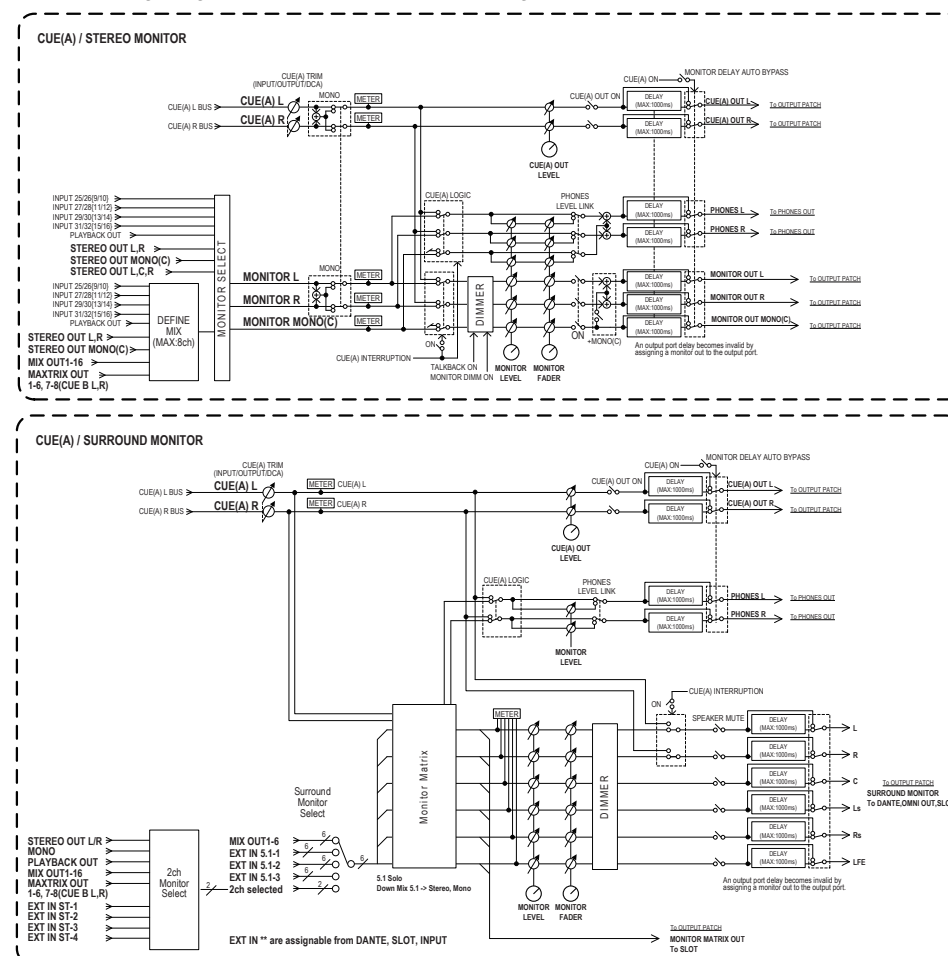 CUE(A) / STEREO MONITOR
CUE(A) TRIM
(INPUT/OUTPUT/DCA)
MONO
CUE(A) L BUS
CUE(A) L
METER
CUE(A) R BUS
CUE(A) R
METER
CUE(A) ON
MONITOR DELAY AUTO BYPASS
CUE(A) OUT ON
DELAY
(MAX:1000ms)
CUE(A) OUT L
To OUTPUT PATCH
DELAY
(MAX:1000ms)
CUE(A) OUT R
To OUTPUT PATCH
CUE(A) OUT
LEVEL
INPUT 25/26{9/10}
INPUT 27/28{11/12}
INPUT 29/30{13/14}
INPUT 31/32{15/16}
PLAYBACK OUT
STEREO OUT L,R
STEREO OUT MONO(C)
STEREO OUT L,C,R
INPUT 25/26{9/10}
INPUT 27/28{11/12}
INPUT 29/30{13/14}
INPUT 31/32{15/16}
PLAYBACK OUT
STEREO OUT L,R
STEREO OUT MONO(C)
MIX OUT1-16
MAXTRIX OUT
1-6, 7-8(CUE B L,R)
DEFINE
MIX
(MAX:8ch)
MONITOR SELECT
MONO
MONITOR L
METER
MONITOR R
METER
MONITOR MONO(C)
METER
CUE(A) LOGIC
PHONES
LEVEL LINK
DELAY
(MAX:1000ms)
PHONES L
To PHONES OUT
DELAY
(MAX:1000ms)
PHONES R
To PHONES OUT
DIMMER
DELAY
(MAX:1000ms)
MONITOR OUT L
To OUTPUT PATCH
DELAY
(MAX:1000ms)
MONITOR OUT R
To OUTPUT PATCH
DELAY
(MAX:1000ms)
MONITOR OUT MONO(C)
To OUTPUT PATCH
ON
ON
+MONO(C)
CUE(A) INTERRUPTION
TALKBACK ON
MONITOR DIMM ON
MONITOR
LEVEL
MONITOR
FADER
An output port delay becomes invalid by
assigning a monitor out to the output port.
CUE(A) / SURROUND MONITOR
CUE(A) TRIM
(INPUT/OUTPUT/DCA)
CUE(A) L BUS
CUE(A) L
METER
CUE(A) L
CUE(A) R BUS
CUE(A) R
METER
CUE(A) R
CUE(A) ON
MONITOR DELAY AUTO BYPASS
CUE(A) OUT ON
DELAY
(MAX:1000ms)
CUE(A) OUT L
To OUTPUT PATCH
DELAY
(MAX:1000ms)
CUE(A) OUT R
To OUTPUT PATCH
CUE(A) OUT
LEVEL
CUE(A) LOGIC
PHONES
LEVEL LINK
DELAY
(MAX:1000ms)
PHONES L
To PHONES OUT
DELAY
(MAX:1000ms)
PHONES R
To PHONES OUT
MONITOR
LEVEL
CUE(A) INTERRUPTION
ON
METER
SPEAKER MUTE
Monitor Matrix
DIMMER
DELAY
(MAX:1000ms)
L
DELAY
(MAX:1000ms)
R
DELAY
(MAX:1000ms)
C
DELAY
(MAX:1000ms)
Ls
DELAY
(MAX:1000ms)
Rs
DELAY
(MAX:1000ms)
LFE
To OUTPUT PATCH
SURROUND MONITOR
To DANTE,OMNI OUT,SLO
Surround
Monitor
Select
STEREO OUT L/R
MONO
PLAYBACK OUT
MIX OUT1-16
MAXTRIX OUT
1-6, 7-8(CUE B L,R)
EXT IN ST-1
EXT IN ST-2
EXT IN ST-3
EXT IN ST-4
2ch
Monitor
Select
2
MIX OUT1-6
6
EXT IN 5.1-1
6
EXT IN 5.1-2
6
EXT IN 5.1-3
6
2ch selected
2
6
5.1 Solo
Down Mix 5.1 -> Stereo, Mono
MONITOR
LEVEL
MONITOR
FADER
An output port delay becomes invalid by
assigning a monitor out to the output port.
EXT IN ** are assignable from DANTE, SLOT, INPUT
To OUTPUT PATCH
MONITOR MATRIX OUT
To SLOT